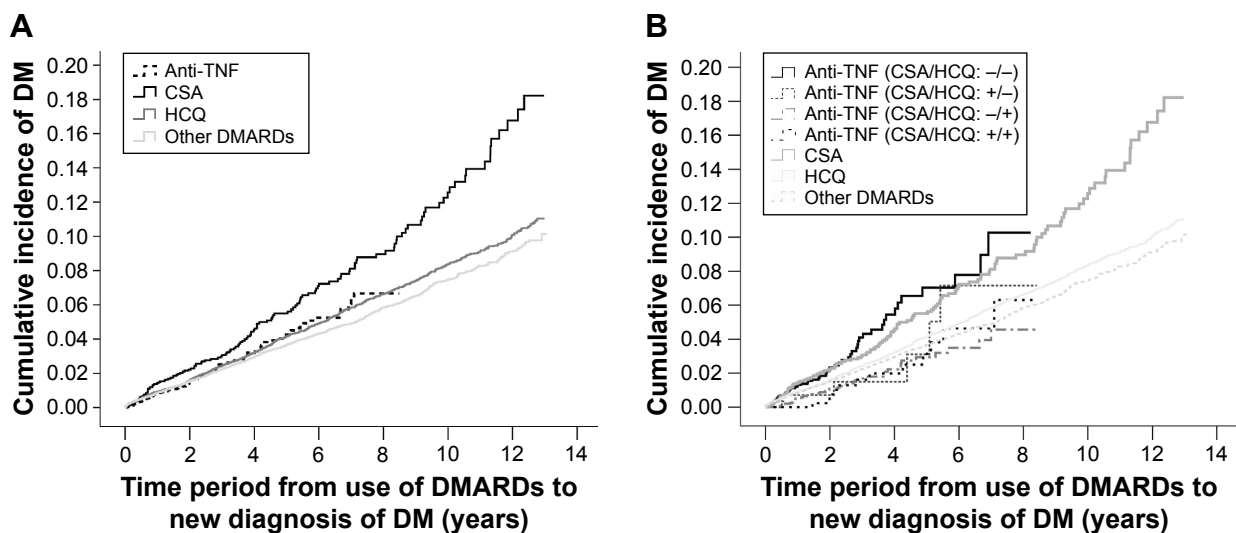 A
Cumulative incidence of DM
0.20
0.18
0.16
0.14
0.12
0.10
0.08
0.06
0.04
0.02
0.00
Anti-TNF
CSA
HCQ
Other DMARDs
0 2 4 6 8 10 12 14
Time period from use of DMARDs to
new diagnosis of DM (years)
B
Cumulative incidence of DM
0.20
0.18
0.16
0.14
0.12
0.10
0.08
0.06
0.04
0.02
0.00
Anti-TNF (CSA/HCQ: –/–)
Anti-TNF (CSA/HCQ: +/–)
Anti-TNF (CSA/HCQ: –/+)
Anti-TNF (CSA/HCQ: +/+)
CSA
HCQ
Other DMARDs
0 2 4 6 8 10 12 14
Time period from use of DMARDs to
new diagnosis of DM (years)